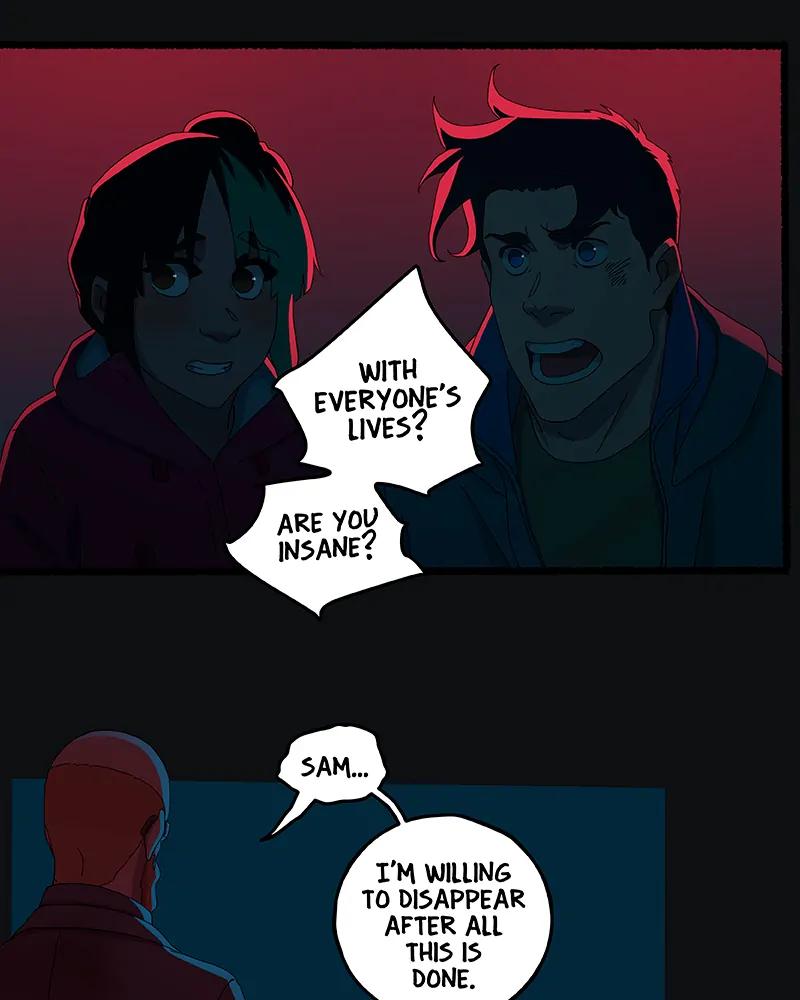 WITH
EVERYONE'S
LIVES?
ARE YOU
INSANE?
SAM...
I'M WILLING
TO DISAPPEAR
AFTER ALL
THIS IS
DONE.